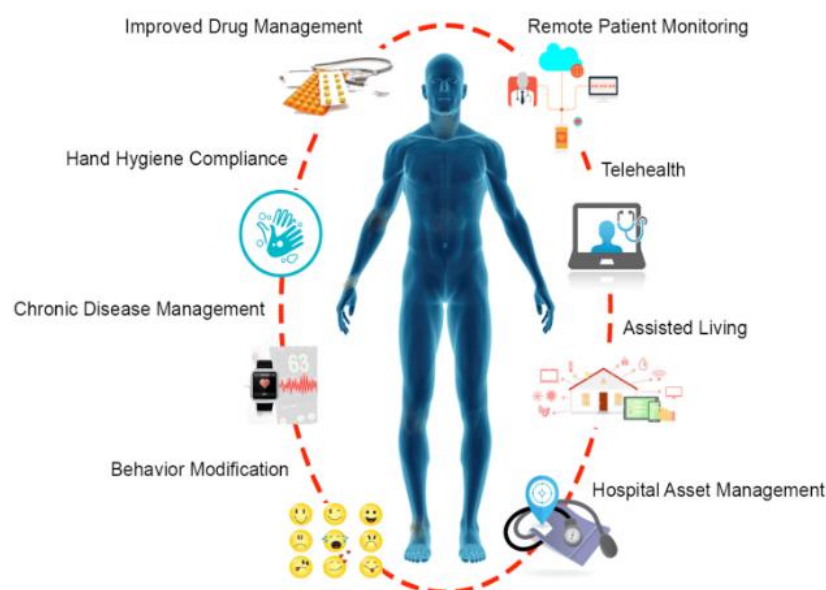 Improved Drug Management
Remote Patient Monitoring
Hand Hygiene Compliance
Telehealth
Chronic Disease Management
Assisted Living
63
Behavior Modification
Hospital Asset Management